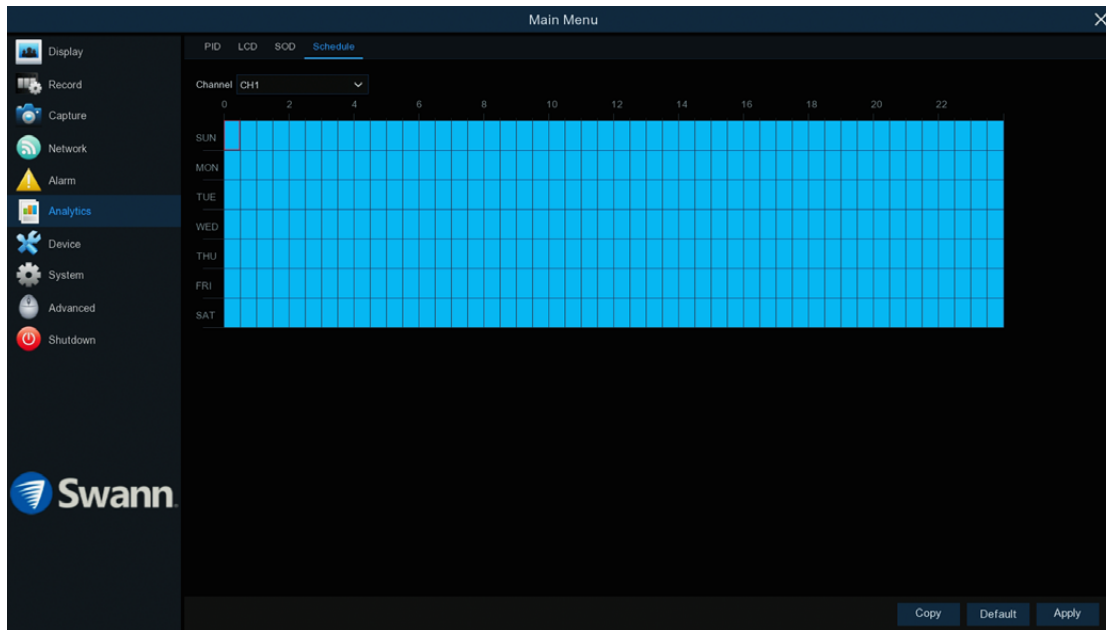 Main Menu
Display
Record
Capture
Network
Alarm
Analytics
Device
System
Advanced
Shutdown
Swann
PID LCD SOD Schedule
Channel CH1
0 2 4 6 8 10 12 14 16 18 20 22
SUN
MON
TUE
WED
THU
FRI
SAT
Copy Default Apply